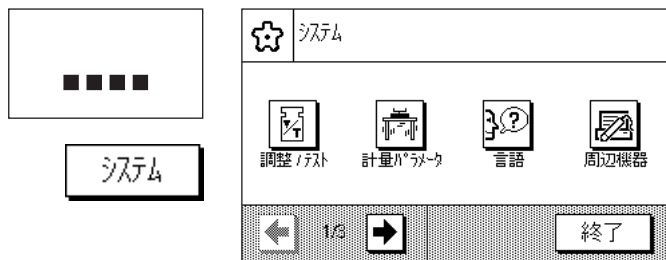 ■■■■
システム
システム
調整 / テスト
計量パラメータ
言語
周辺機器
1/3
終了